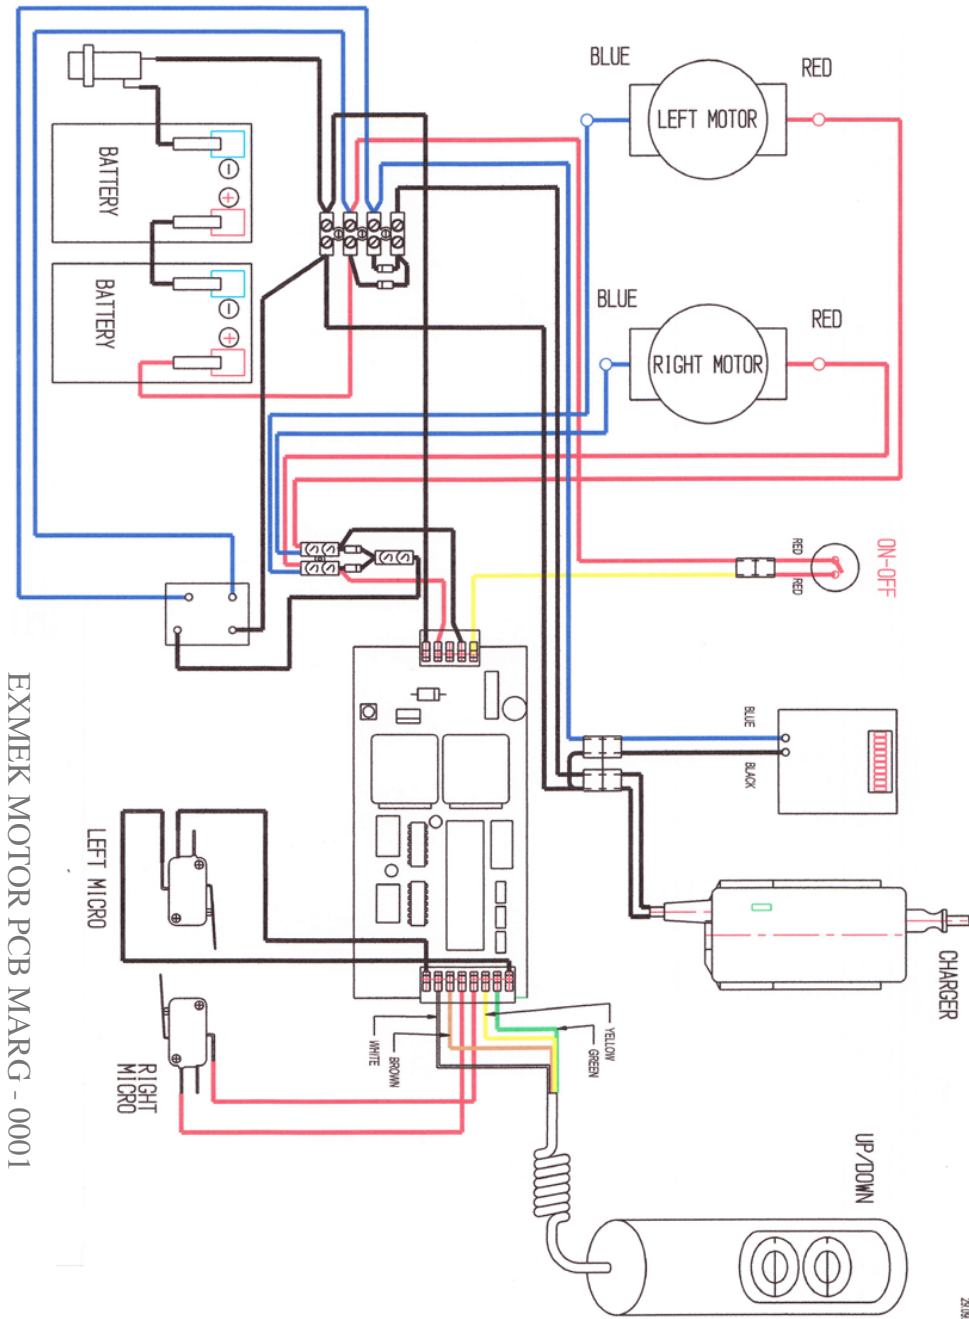 BLUE
RED
LEFT MOTOR
BATTERY
BATTERY
BLUE
RED
RIGHT MOTOR
ON-OFF
RED
RED
BLUE
BLACK
LEFT MICRO
RIGHT
MICRO
CHARGER
YELLOW
GREEN
BROWN
WHITE
UP/DOWN
EXMEK MOTOR PCB MARG - 0001